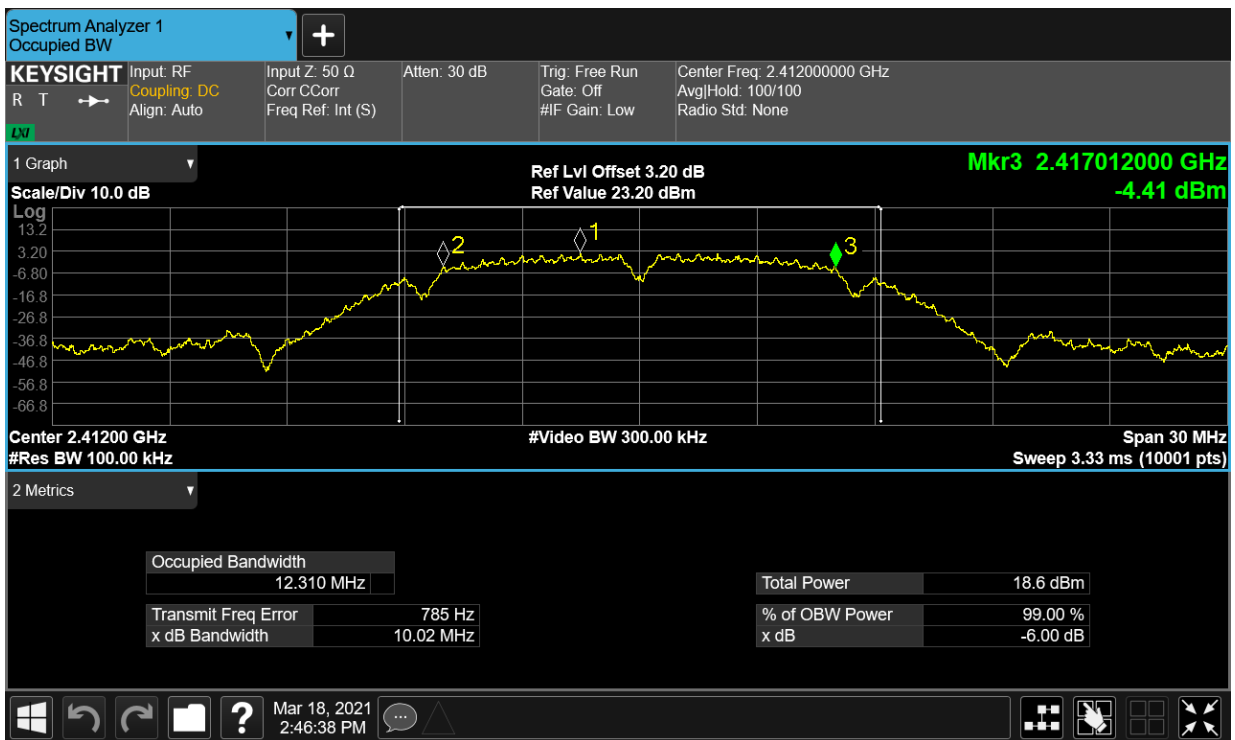 Spectrum Analyzer 1
Occupied BW
▼
+
KEYSIGHT
R T
LXI
Input: RF
Coupling: DC
Align: Auto
Input Z: 50 Ω
Corr CCorr
Freq Ref: Int (S)
Atten: 30 dB
Trig: Free Run
Gate: Off
#IF Gain: Low
Center Freq: 2.412000000 GHz
Avg|Hold: 100/100
Radio Std: None
1 Graph ▼
Scale/Div 10.0 dB
Ref Lvl Offset 3.20 dB
Ref Value 23.20 dBm
Mkr3 2.417012000 GHz
-4.41 dBm
Log
13.2
3.20
-6.80
-16.8
-26.8
-36.8
-46.8
-56.8
-66.8
2
1
3
Center 2.41200 GHz
#Res BW 100.00 kHz
#Video BW 300.00 kHz
Span 30 MHz
Sweep 3.33 ms (10001 pts)
2 Metrics ▼
Occupied Bandwidth
12.310 MHz
Transmit Freq Error 785 Hz
x dB Bandwidth 10.02 MHz
Total Power 18.6 dBm
% of OBW Power 99.00 %
x dB -6.00 dB
?
Mar 18, 2021
2:46:38 PM